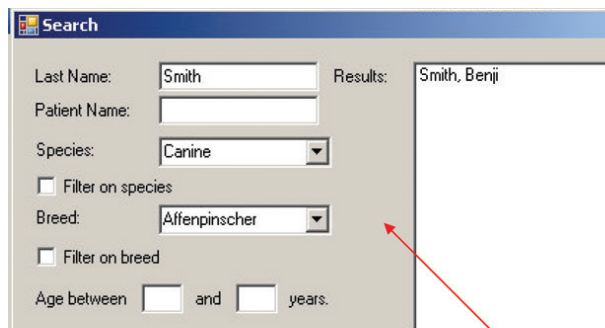 Search
Last Name: Smith Results: Smith, Benji
Patient Name:
Species: Canine
Filter on species
Breed: Affenpinscher
Filter on breed
Age between and years.